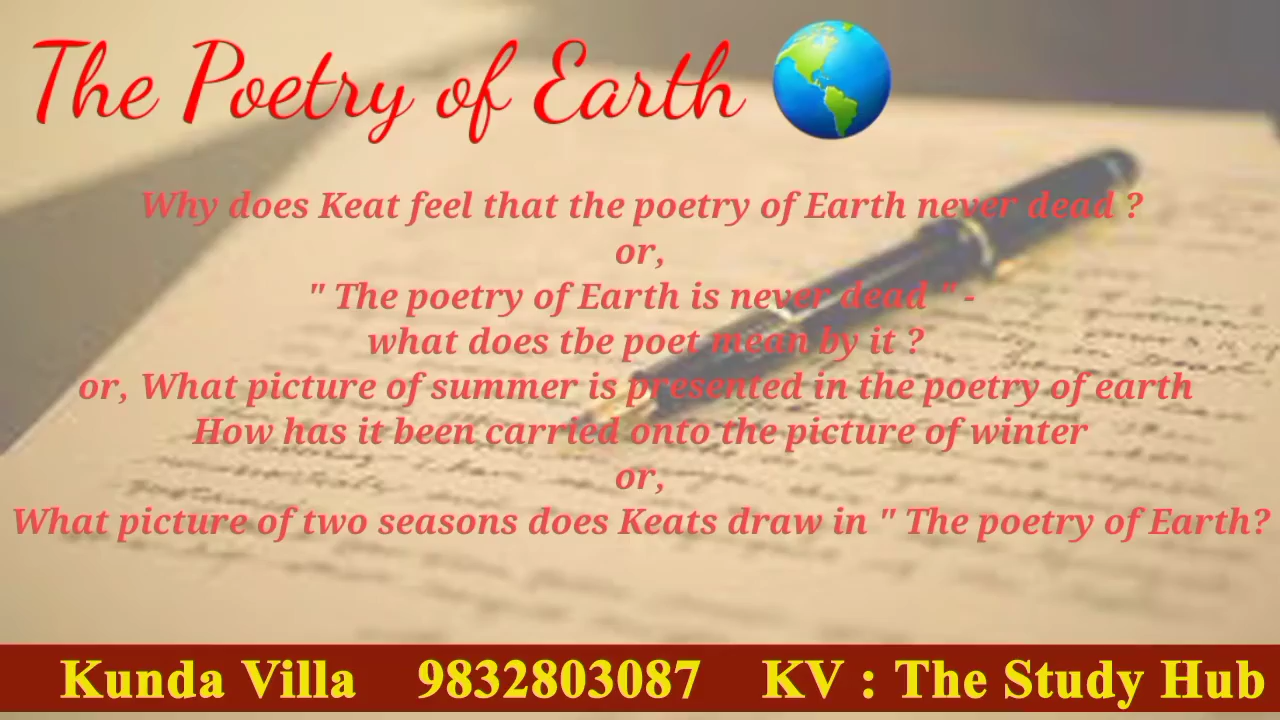 The Poetry of Earth
Why does Keat feel that the poetry of Earth never dead ?
or,
" The poetry of Earth is never dead " -
what does tbe poet mean by it ?
or, What picture of summer is presented in the poetry of earth
How has it been carried onto the picture of winter
or,
What picture of two seasons does Keats draw in " The poetry of Earth?
Kunda Villa 9832803087 KV : The Study Hub